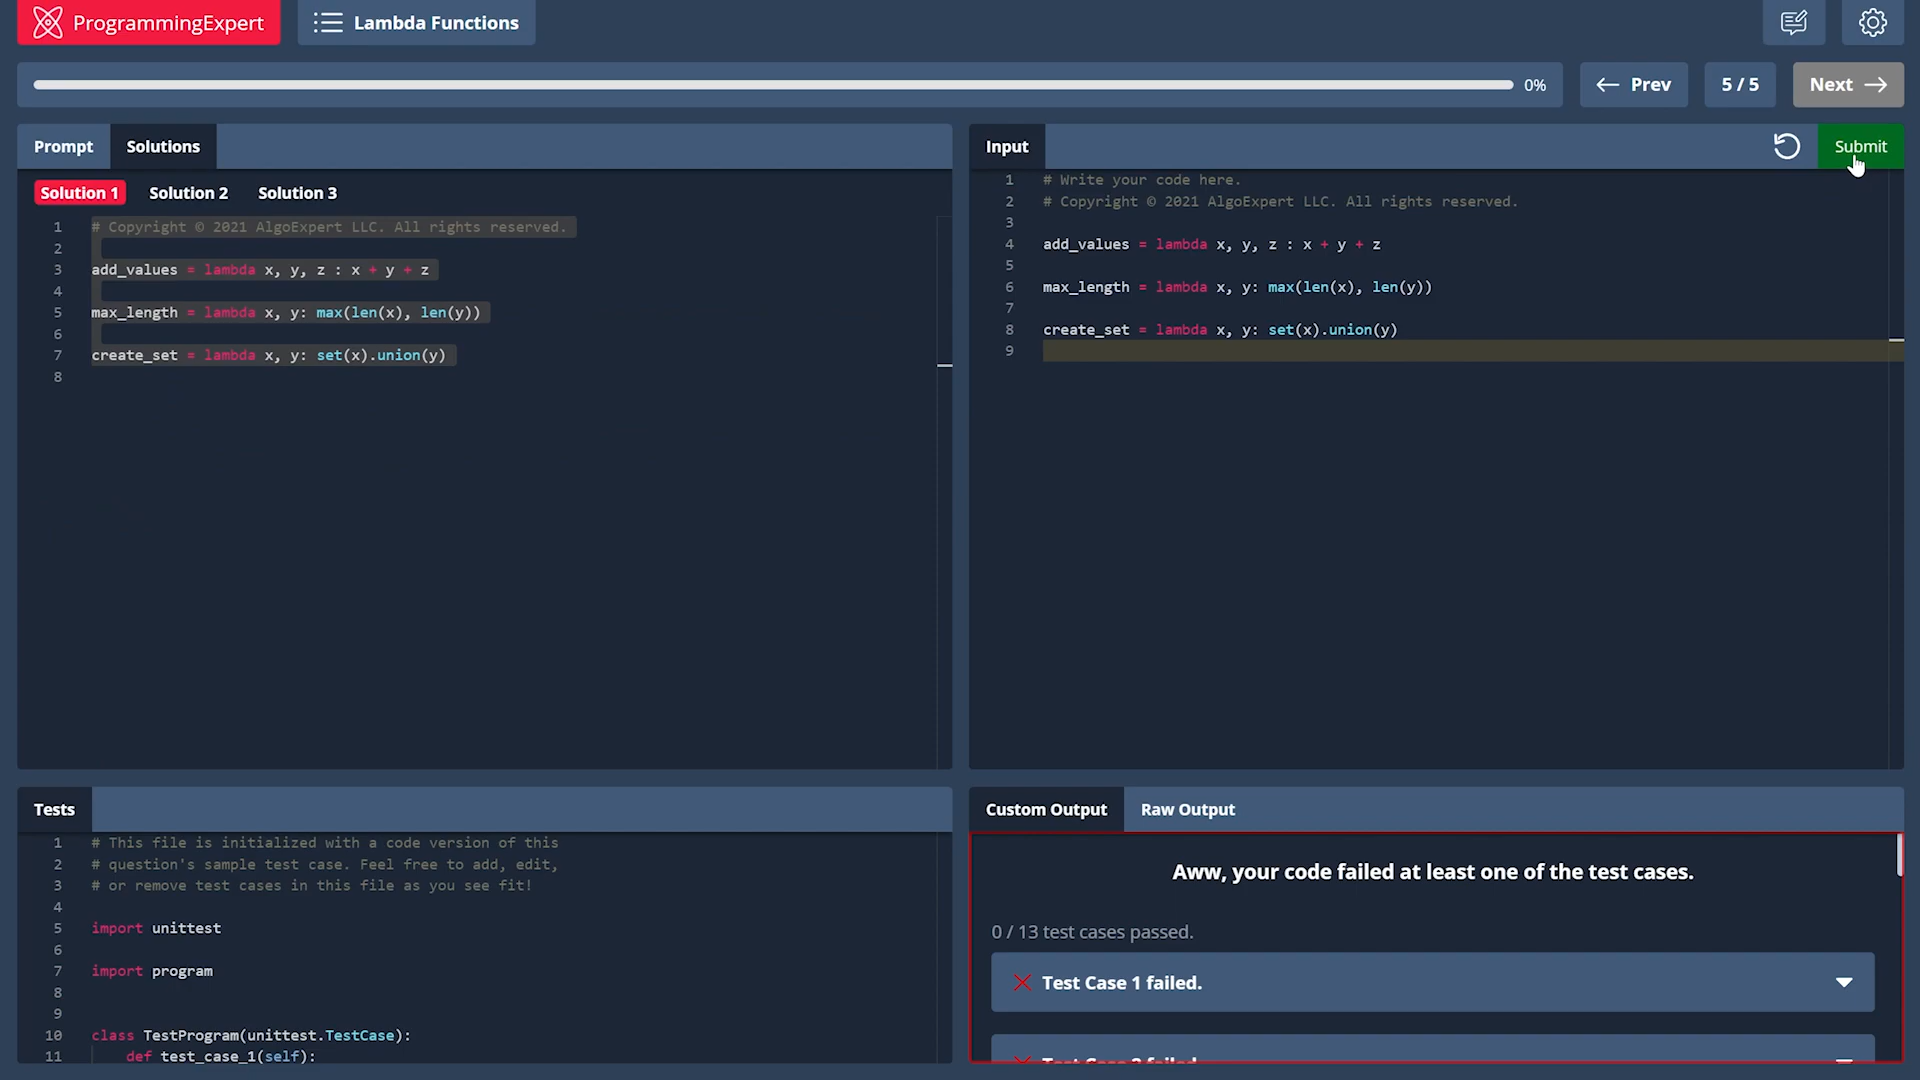 ProgrammingExpert
Lambda Functions
0%
Prev
5 / 5
Next
Prompt
Solutions
Solution 1
Solution 2
Solution 3
1 # Copyright © 2021 AlgoExpert LLC. All rights reserved.
2
3 add_values = lambda x, y, z : x + y + z
4
5 max_length = lambda x, y: max(len(x), len(y))
6
7 create_set = lambda x, y: set(x).union(y)
8
Input
Submit
1 # Write your code here.
2 # Copyright © 2021 AlgoExpert LLC. All rights reserved.
3
4 add_values = lambda x, y, z : x + y + z
5
6 max_length = lambda x, y: max(len(x), len(y))
7
8 create_set = lambda x, y: set(x).union(y)
9
Tests
1 # This file is initialized with a code version of this
2 # question's sample test case. Feel free to add, edit,
3 # or remove test cases in this file as you see fit!
4
5 import unittest
6
7 import program
8
9
10 class TestProgram(unittest.TestCase):
11 def test_case_1(self):
Custom Output
Raw Output
Aww, your code failed at least one of the test cases.
0 / 13 test cases passed.
Test Case 1 failed.
Test Case 2 failed.